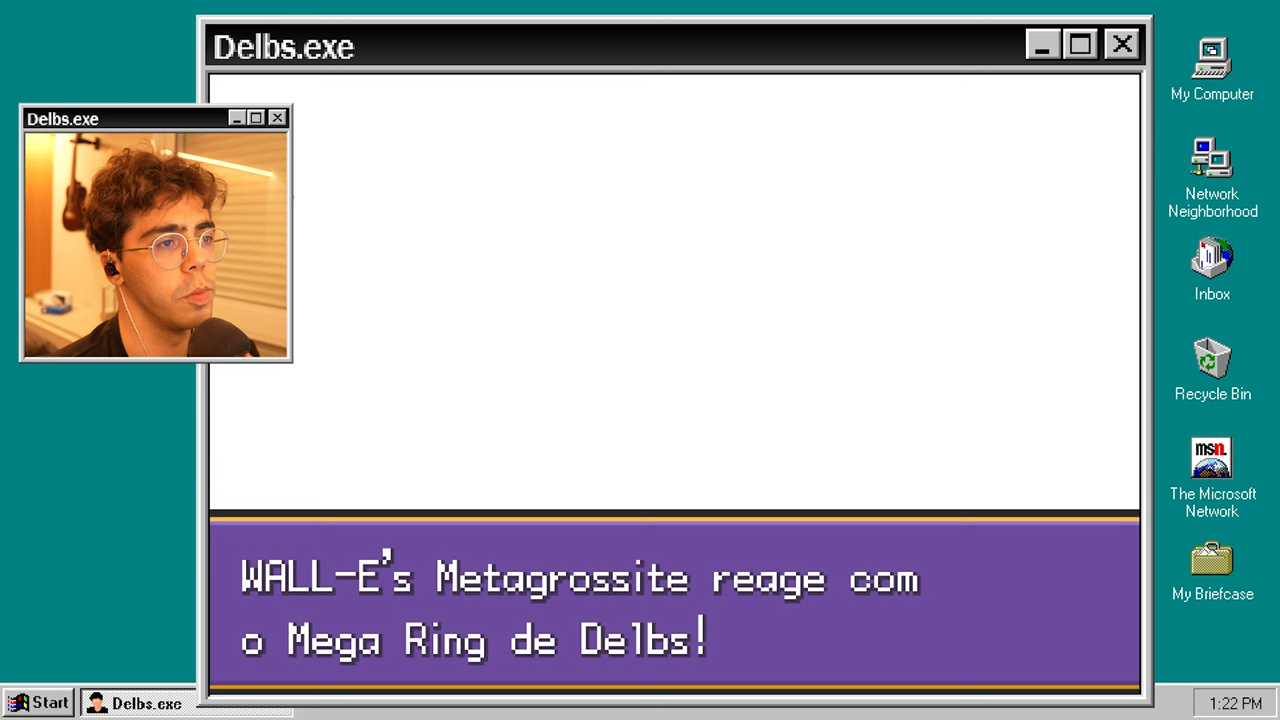 Delbs.exe
Delbs.exe
WALL-E's Metagrossite reage com
o Mega Ring de Delbs!
My Computer
Network
Neighborhood
Inbox
Recycle Bin
msn.
The Microsoft
Network
My Briefcase
Start
Delbs.exe
1:22 PM